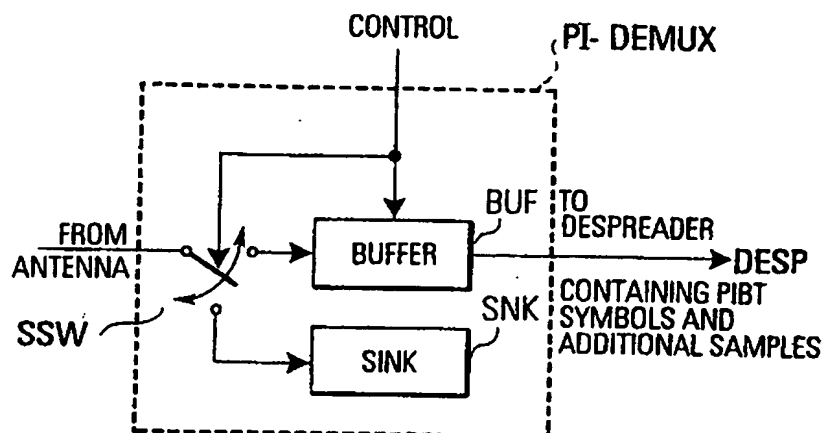 CONTROL
PI- DEMUX
FROM
ANTENNA
SSW
BUFFER
BUF
SINK
SNK
TO
DESPREADER
DESP
CONTAINING PIBT
SYMBOLS AND
ADDITIONAL SAMPLES